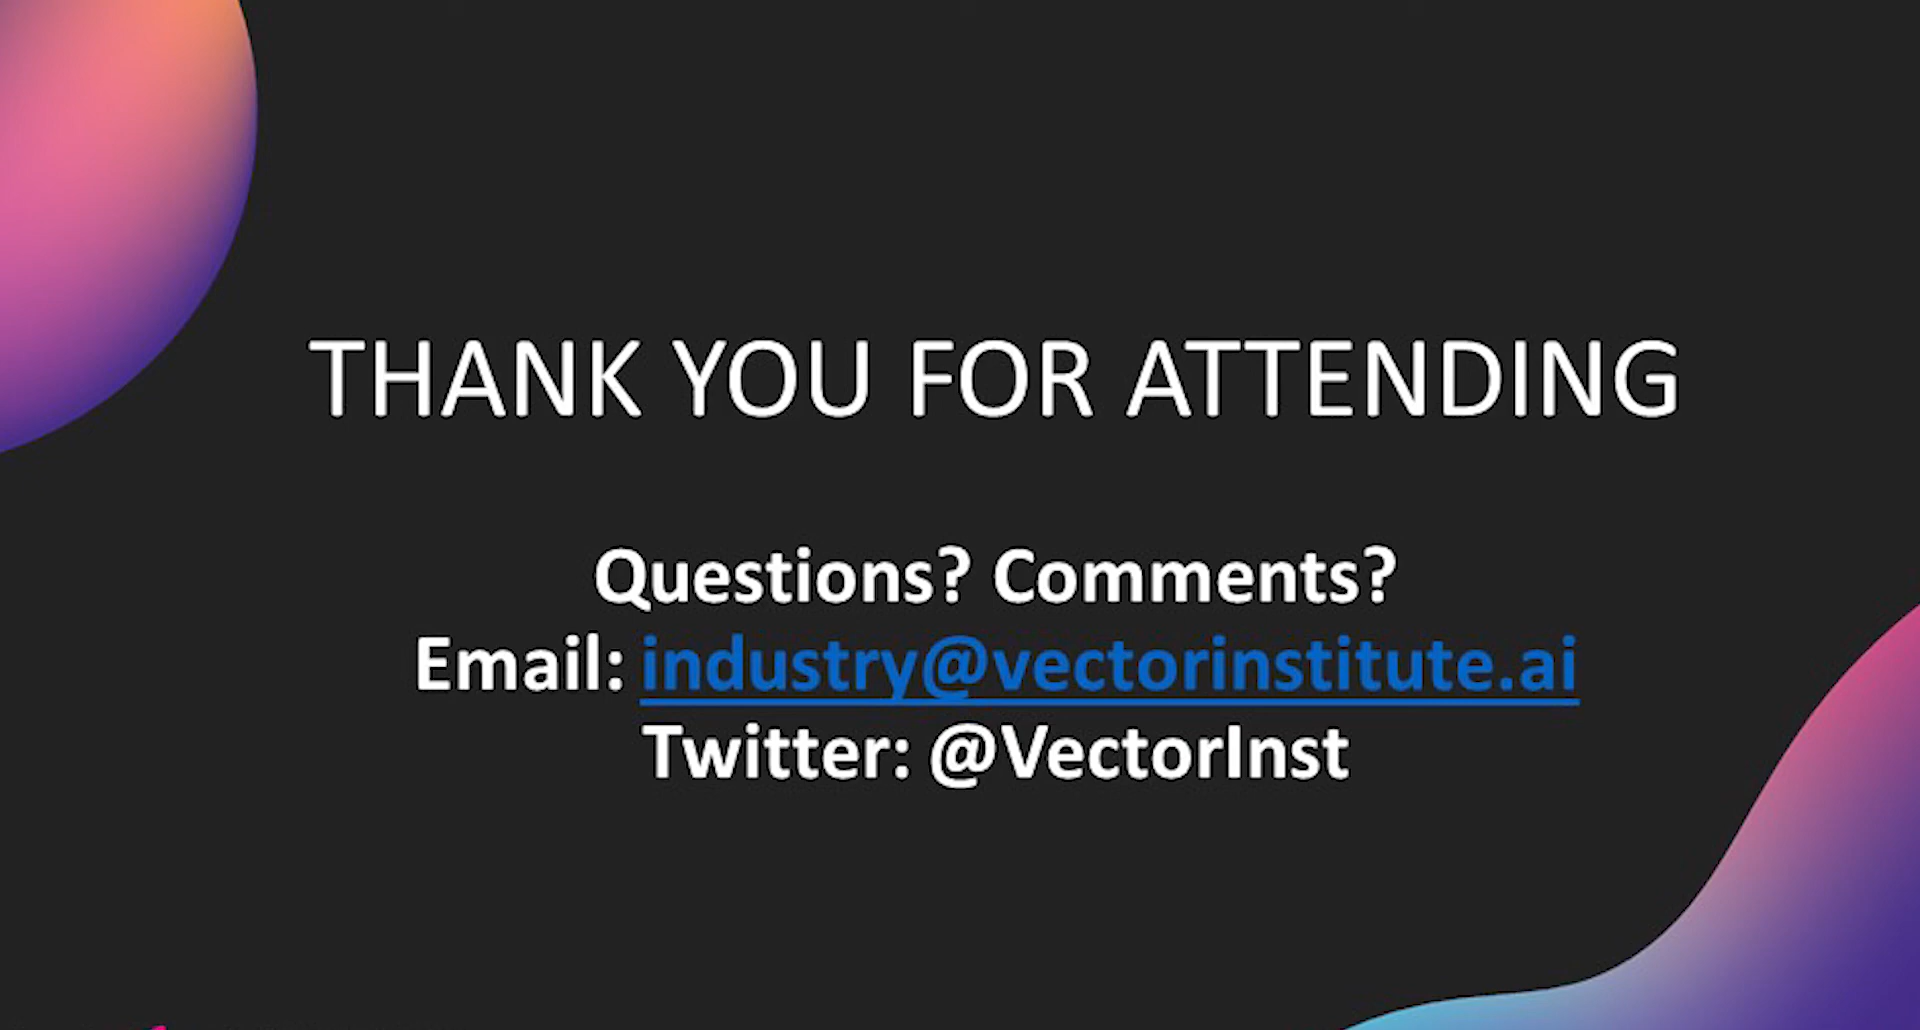 THANK YOU FOR ATTENDING
Questions? Comments?
Email: industry@vectorinstitute.ai
Twitter: @VectorInst